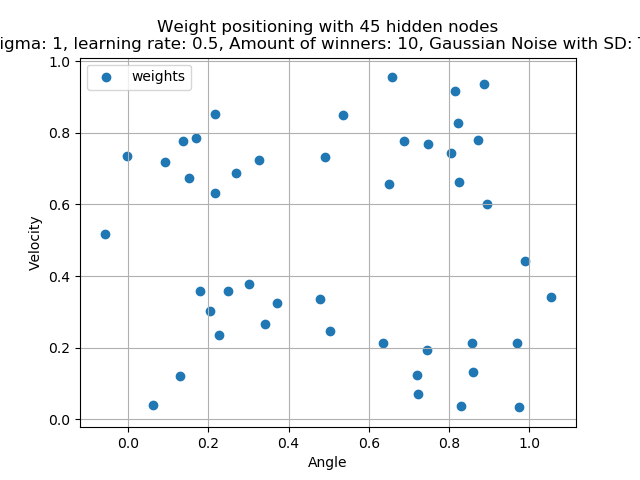 Weight positioning with 45 hidden nodes
igma: 1, learning rate: 0.5, Amount of winners: 10, Gaussian Noise with SD:
weights
1.0
0.8
0.6
0.4
0.2
0.0
Velocity
0.0 0.2 0.4 0.6 0.8 1.0
Angle